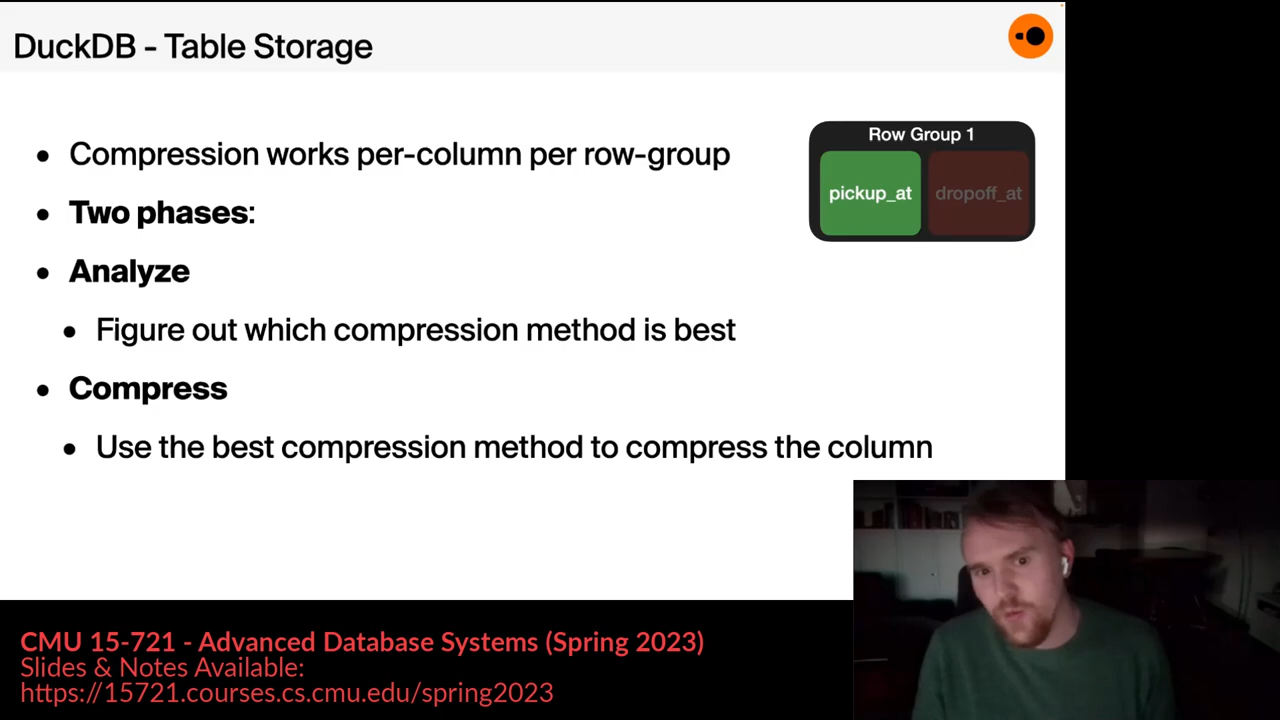 DuckDB - Table Storage
• Compression works per-column per row-group
• Two phases:
• Analyze
• Figure out which compression method is best
• Compress
• Use the best compression method to compress the column
Row Group 1
pickup_at
dropoff_at
CMU 15-721 - Advanced Database Systems (Spring 2023)
Slides & Notes Available:
https://15721.courses.cs.cmu.edu/spring2023